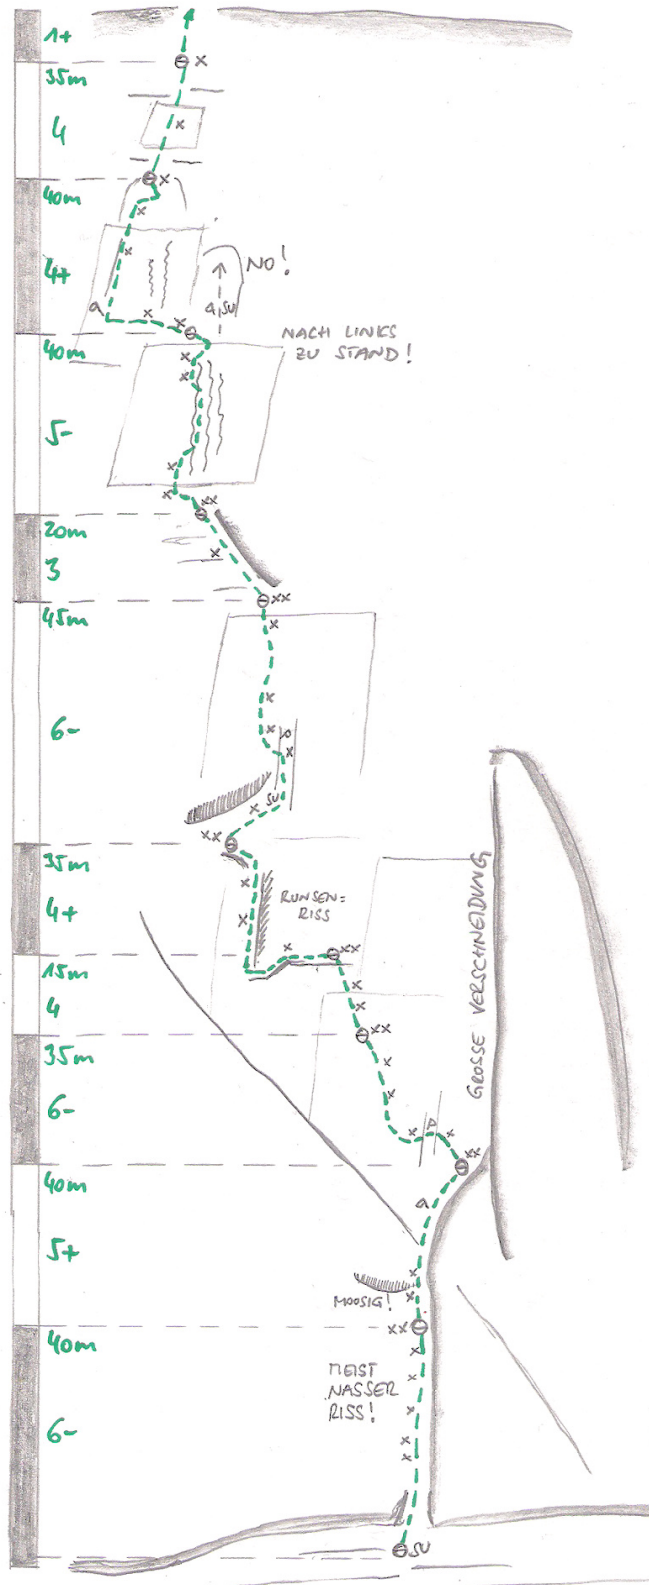 1+
35m
4
40m
4+
a
SU
NO!
40m
NACH LINKS
ZU STAND!
5-
20m
3
45m
6-
SU
35m
4+
RUNSEN=
RISS
15m
4
GROSSE VERSCHNEIDUNG
35m
6-
40m
a
5+
MOOSIG!
40m
MEIST
NASSER
RISS!
6-
SU